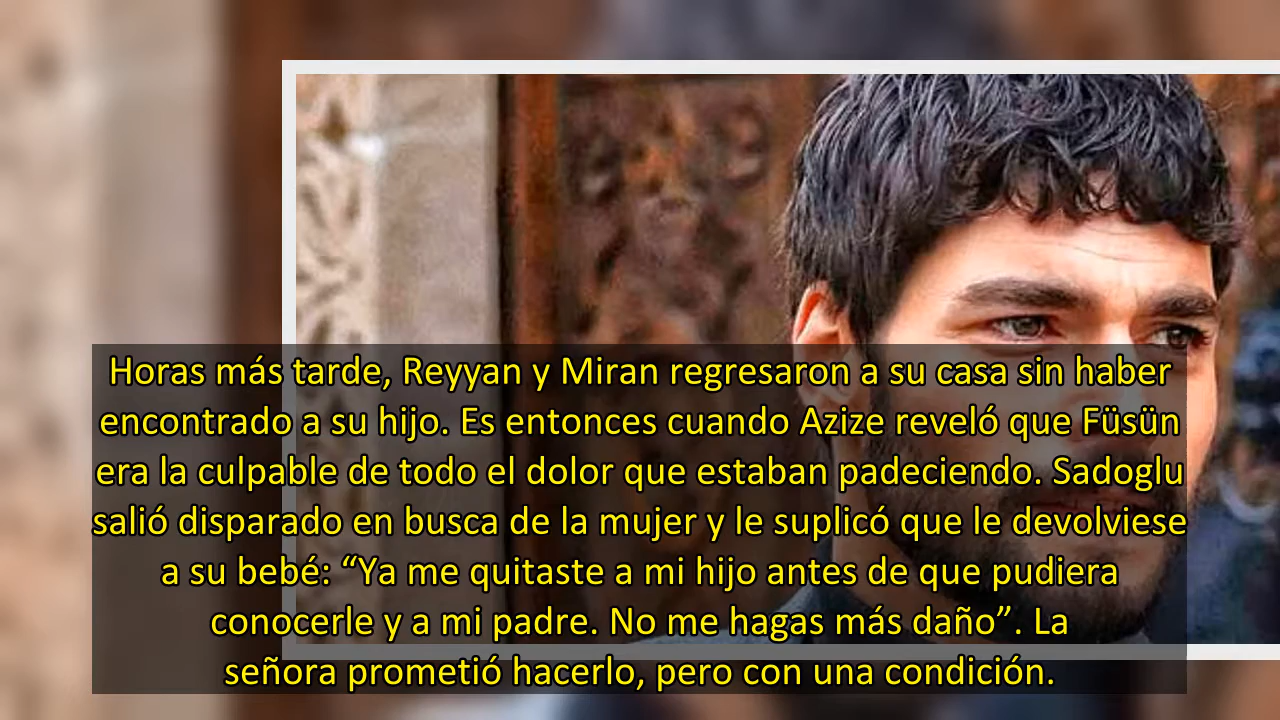 Horas más tarde, Reyyan y Miran regresaron a su casa sin haber
encontrado a su hijo. Es entonces cuando Azize reveló que Füsün
era la culpable de todo el dolor que estaban padeciendo. Sadoglu
salió disparado en busca de la mujer y le suplicó que le devolviese
a su bebé: “Ya me quitaste a mi hijo antes de que pudiera
conocerle y a mi padre. No me hagas más daño”. La
señora prometió hacerlo, pero con una condición.